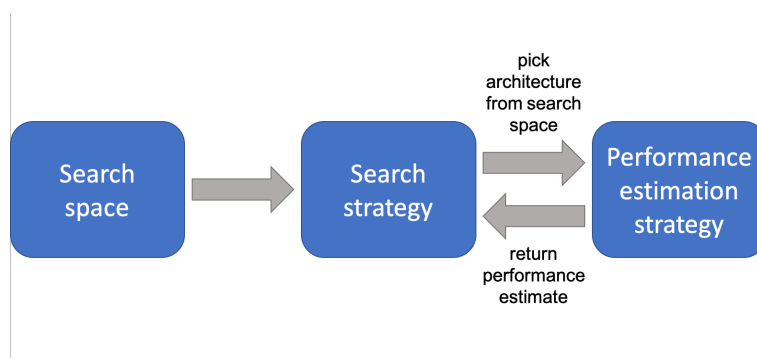 Search
space
Search
strategy
pick
architecture
from search
space
return
performance
estimate
Performance
estimation
strategy